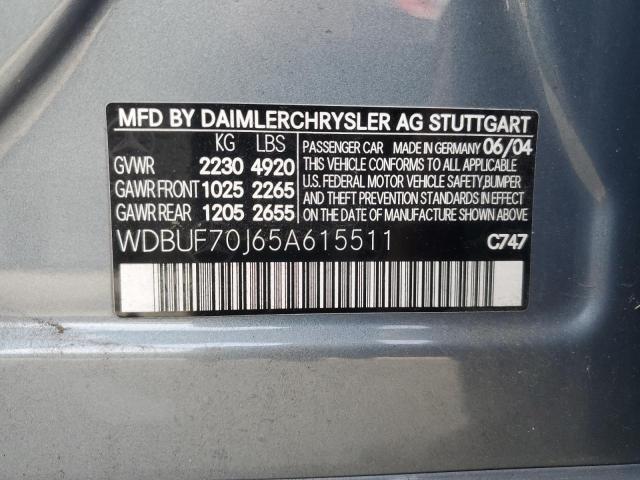 MFD BY DAIMLERCHRYSLER AG STUTTGART
KG LBS
GVWR 2230 4920
GAWR FRONT 1025 2265
GAWR REAR 1205 2655
PASSENGER CAR MADE IN GERMANY 06/04
THIS VEHICLE CONFORMS TO ALL APPLICABLE
U.S. FEDERAL MOTOR VEHICLE SAFETY,BUMPER
AND THEFT PREVENTION STANDARDS IN EFFECT
ON THE DATE OF MANUFACTURE SHOWN ABOVE.
WDBUF70J65A615511 C747